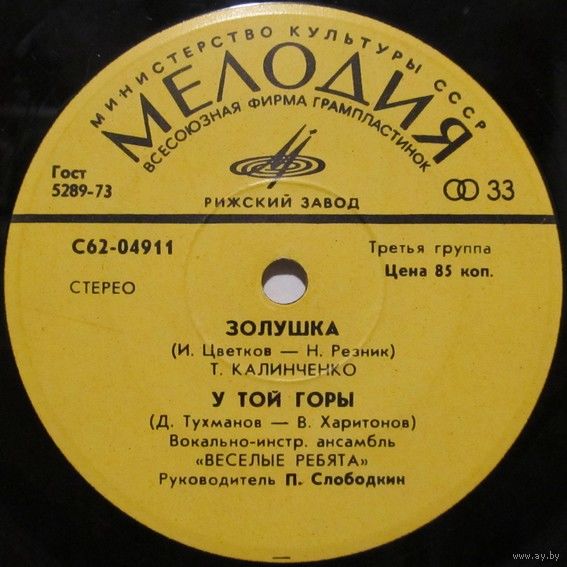 МИНИСТЕРСТВО КУЛЬТУРЫ СССР
МЕЛОДИЯ
ВСЕСОЮЗНАЯ ФИРМА ГРАМПЛАСТИНОК
Гост
5289-73
33
РИЖСКИЙ ЗАВОД
С62-04911
Третья группа
Цена 85 коп.
СТЕРЕО
ЗОЛУШКА
(И. Цветков — Н. Резник)
Т. КАЛИНЧЕНКО
У ТОЙ ГОРЫ
(Д. Тухманов — В. Харитонов)
Вокально-инстр. ансамбль
«ВЕСЕЛЫЕ РЕБЯТА»
Руководитель П. Слободкин
www.ay.by